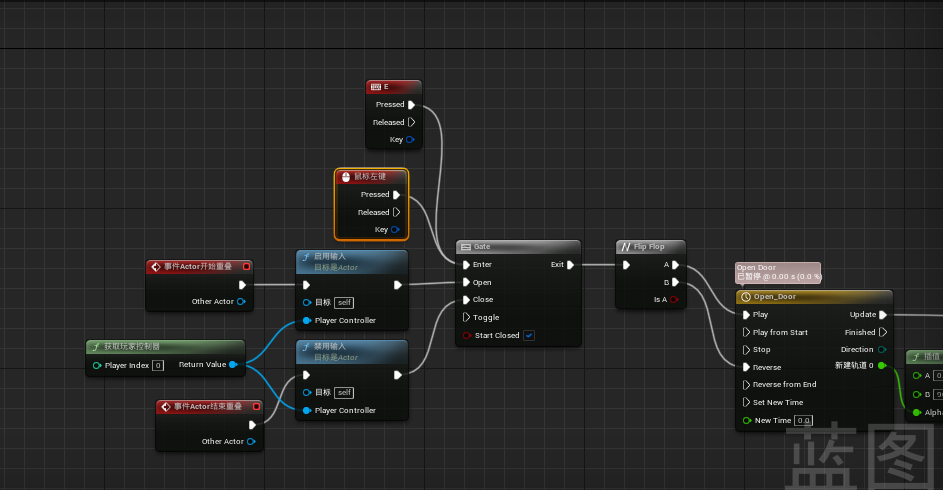 E
Pressed
Released
Key
鼠标左键
Pressed
Released
Key
事件Actor开始重叠
Other Actor
启用输入
目标是Actor
目标 self
Player Controller
获取玩家控制器
Player Index 0 Return Value
禁用输入
目标是Actor
目标 self
Player Controller
事件Actor结束重叠
Other Actor
Gate
Enter Exit
Open
Close
Toggle
Start Closed
Flip Flop
A
B
Is A
Open Door
已暂停 @ 0.00 s (0.0 %)
Open_Door
Play Update
Play from Start Finished
Stop Direction
Reverse 新建轨道 0
Reverse from End
Set New Time
New Time 0.0
插值
A
B
Alpha
蓝图